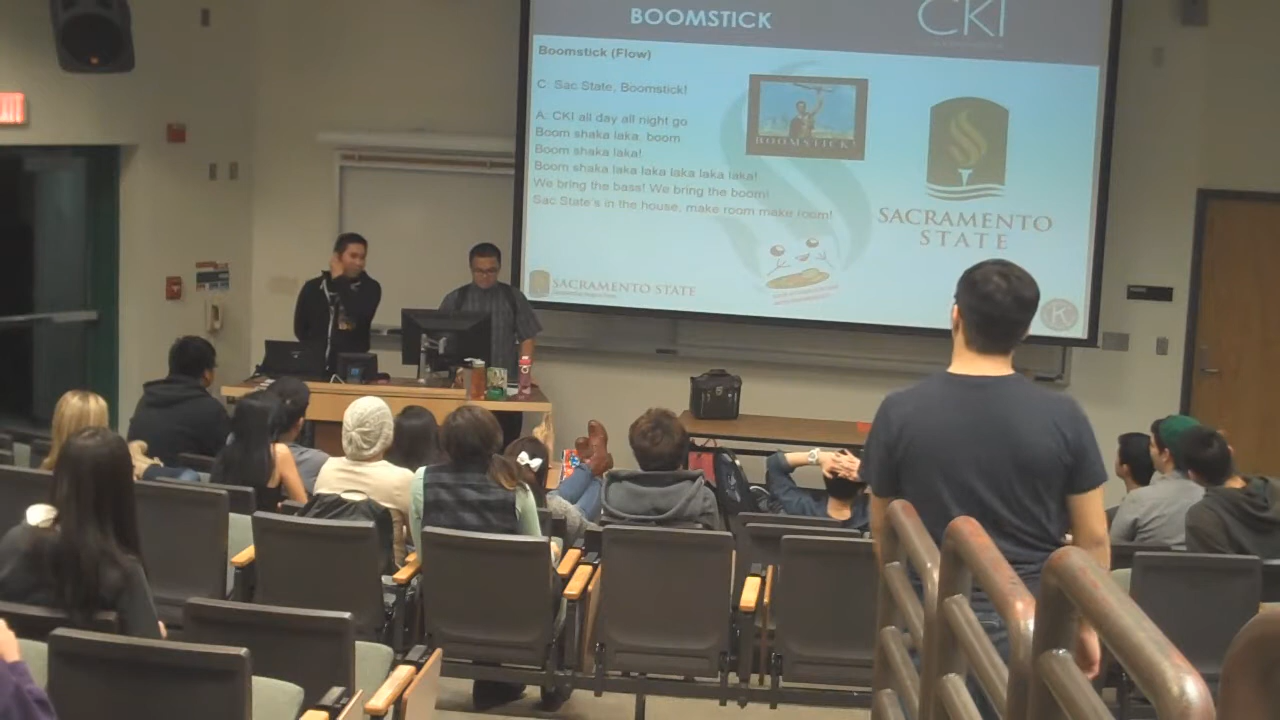 BOOMSTICK
CKI
Boomstick (Flow)
C: Sac State, Boomstick!
A: CKI all day all night go
Boom shaka laka, boom
Boom shaka laka!
Boom shaka laka laka laka laka laka!
We bring the bass! We bring the boom!
Sac State's in the house, make room make room!
BOOMSTICK!
SACRAMENTO
STATE
SACRAMENTO STATE
K
EXIT